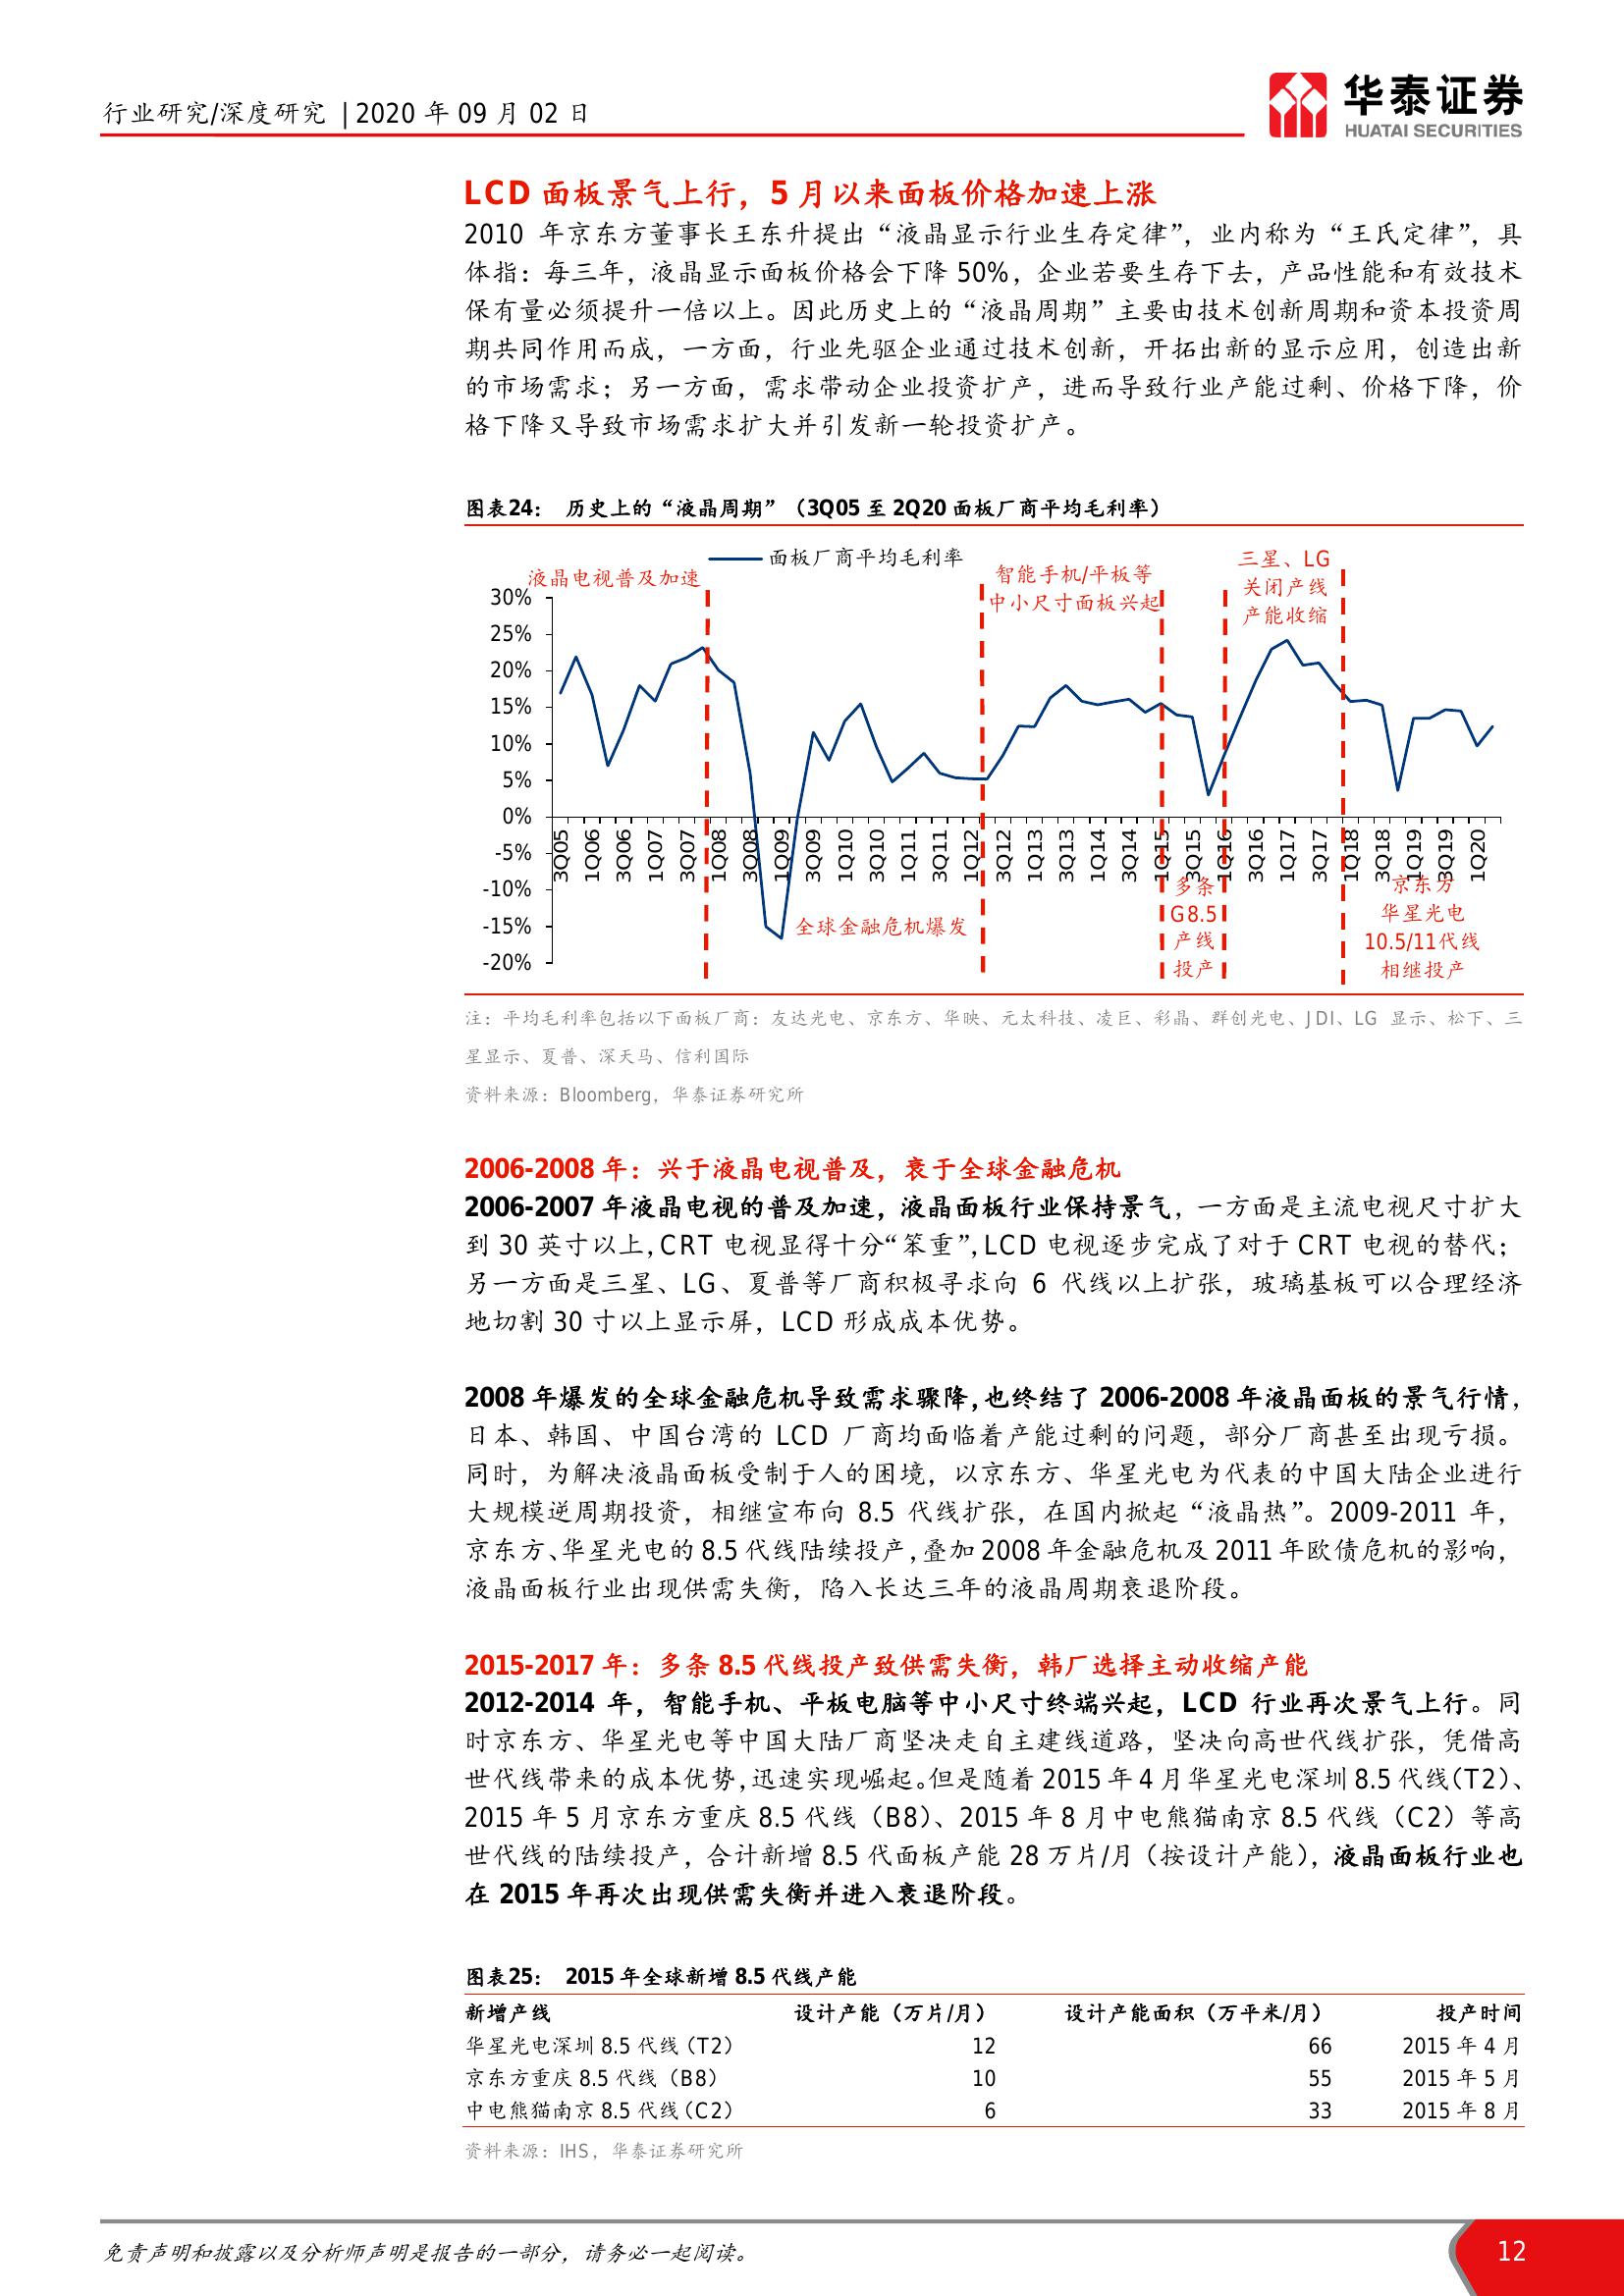 行业研究/深度研究 | 2020 年 09 月 02 日
华泰证券
HUATAI SECURITIES
LCD 面板景气上行，5 月以来面板价格加速上涨
2010 年京东方董事长王东升提出“液晶显示行业生存定律”，业内称为“王氏定律”，具
体指：每三年，液晶显示面板价格会下降 50%，企业若要生存下去，产品性能和有效技术
保有量必须提升一倍以上。因此历史上的“液晶周期”主要由技术创新周期和资本投资周
期共同作用而成，一方面，行业先驱企业通过技术创新，开拓出新的显示应用，创造出新
的市场需求；另一方面，需求带动企业投资扩产，进而导致行业产能过剩、价格下降，价
格下降又导致市场需求扩大并引发新一轮投资扩产。
图表24： 历史上的“液晶周期”（3Q05 至 2Q20 面板厂商平均毛利率）
面板厂商平均毛利率
液晶电视普及加速
智能手机/平板等
中小尺寸面板兴起
三星、LG
关闭产线
产能收缩
30%
25%
20%
15%
10%
5%
0%
-5%
-10%
-15%
-20%
3Q05
1Q06
3Q06
1Q07
3Q07
1Q08
3Q08
1Q09
3Q09
1Q10
3Q10
1Q11
3Q11
1Q12
3Q12
1Q13
3Q13
1Q14
3Q14
1Q15
3Q15
1Q16
3Q16
1Q17
3Q17
1Q18
3Q18
1Q19
3Q19
1Q20
全球金融危机爆发
多条
G8.5
产线
投产
京东方
华星光电
10.5/11代线
相继投产
注：平均毛利率包括以下面板厂商：友达光电、京东方、华映、元太科技、凌巨、彩晶、群创光电、JDI、LG 显示、松下、三
星显示、夏普、深天马、信利国际
资料来源：Bloomberg，华泰证券研究所
2006-2008 年：兴于液晶电视普及，衰于全球金融危机
2006-2007 年液晶电视的普及加速，液晶面板行业保持景气，一方面是主流电视尺寸扩大
到 30 英寸以上，CRT 电视显得十分“笨重”，LCD 电视逐步完成了对于 CRT 电视的替代；
另一方面是三星、LG、夏普等厂商积极寻求向 6 代线以上扩张，玻璃基板可以合理经济
地切割 30 寸以上显示屏，LCD 形成成本优势。
2008 年爆发的全球金融危机导致需求骤降，也终结了 2006-2008 年液晶面板的景气行情，
日本、韩国、中国台湾的 LCD 厂商均面临着产能过剩的问题，部分厂商甚至出现亏损。
同时，为解决液晶面板受制于人的困境，以京东方、华星光电为代表的中国大陆企业进行
大规模逆周期投资，相继宣布向 8.5 代线扩张，在国内掀起“液晶热”。2009-2011 年，
京东方、华星光电的 8.5 代线陆续投产，叠加 2008 年金融危机及 2011 年欧债危机的影响，
液晶面板行业出现供需失衡，陷入长达三年的液晶周期衰退阶段。
2015-2017 年：多条 8.5 代线投产致供需失衡，韩厂选择主动收缩产能
2012-2014 年，智能手机、平板电脑等中小尺寸终端兴起，LCD 行业再次景气上行。同
时京东方、华星光电等中国大陆厂商坚决走自主建线道路，坚决向高世代线扩张，凭借高
世代线带来的成本优势，迅速实现崛起。但是随着 2015 年 4 月华星光电深圳 8.5 代线（T2）、
2015 年 5 月京东方重庆 8.5 代线（B8）、2015 年 8 月中电熊猫南京 8.5 代线（C2）等高
世代线的陆续投产，合计新增 8.5 代面板产能 28 万片/月（按设计产能），液晶面板行业也
在 2015 年再次出现供需失衡并进入衰退阶段。
图表25： 2015 年全球新增 8.5 代线产能
新增产线 设计产能（万片/月） 设计产能面积（万平米/月） 投产时间
华星光电深圳 8.5 代线（T2） 12 66 2015 年 4 月
京东方重庆 8.5 代线（B8） 10 55 2015 年 5 月
中电熊猫南京 8.5 代线（C2） 6 33 2015 年 8 月
资料来源：IHS，华泰证券研究所
免责声明和披露以及分析师声明是报告的一部分，请务必一起阅读。
12